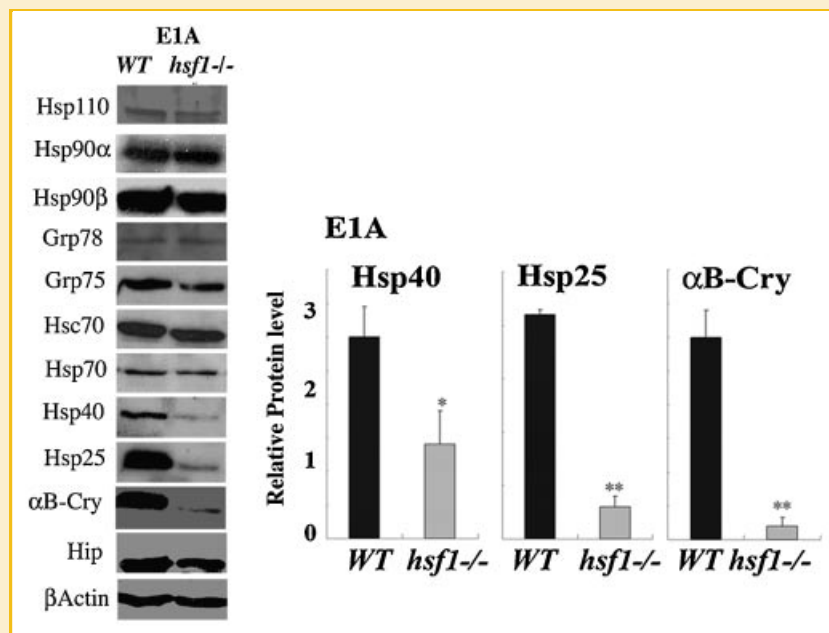 E1A
WT hsf1-/-
Hsp110
Hsp90α
Hsp90β
Grp78
Grp75
Hsc70
Hsp70
Hsp40
Hsp25
αB-Cry
Hip
βActin
E1A
Hsp40 Hsp25 αB-Cry
Relative Protein level
3
2
1
0
*
**
**
WT hsf1-/- WT hsf1-/- WT hsf1-/-